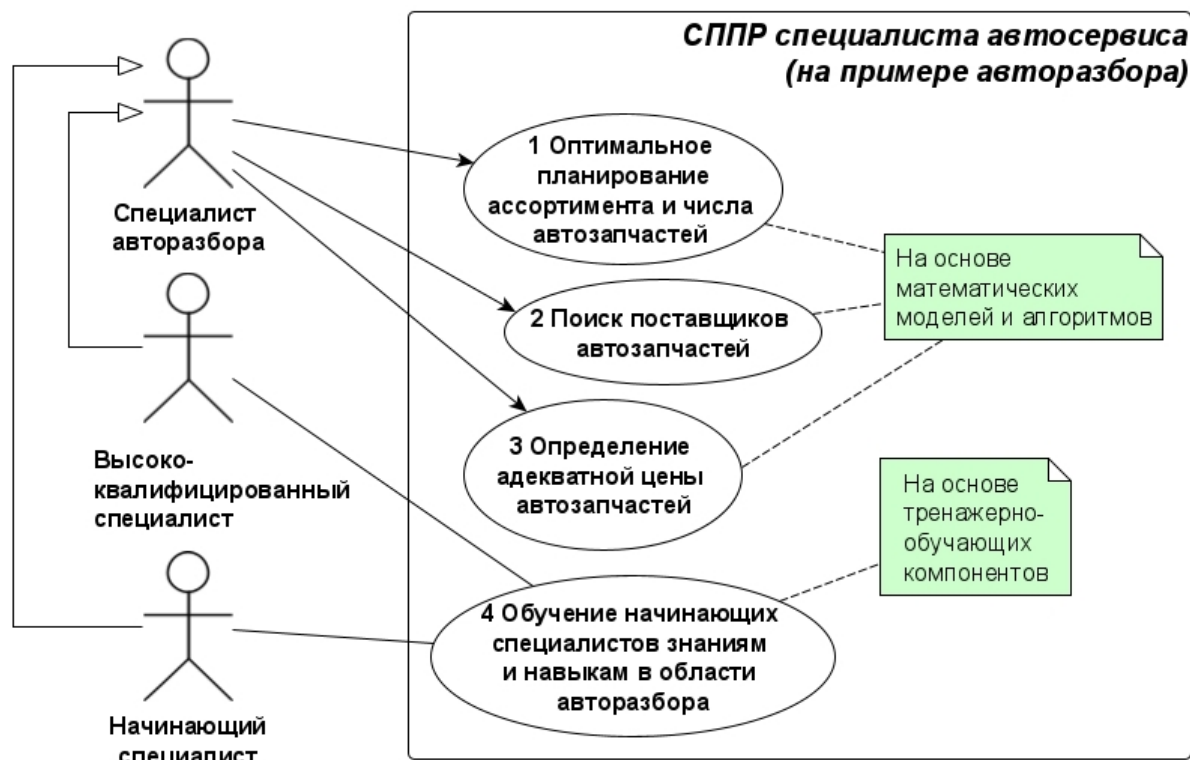 СППР специалиста автосервиса
(на примере авторазбора)
1 Оптимальное
планирование
ассортимента и числа
автозапчастей
Специалист
авторазбора
На основе
математических
моделей и алгоритмов
2 Поиск поставщиков
автозапчастей
3 Определение
адекватной цены
автозапчастей
Высоко-
квалифицированный
специалист
На основе
тренажерно-
обучающих
компонентов
4 Обучение начинающих
специалистов знаниям
и навыкам в области
авторазбора
Начинающий
специалист